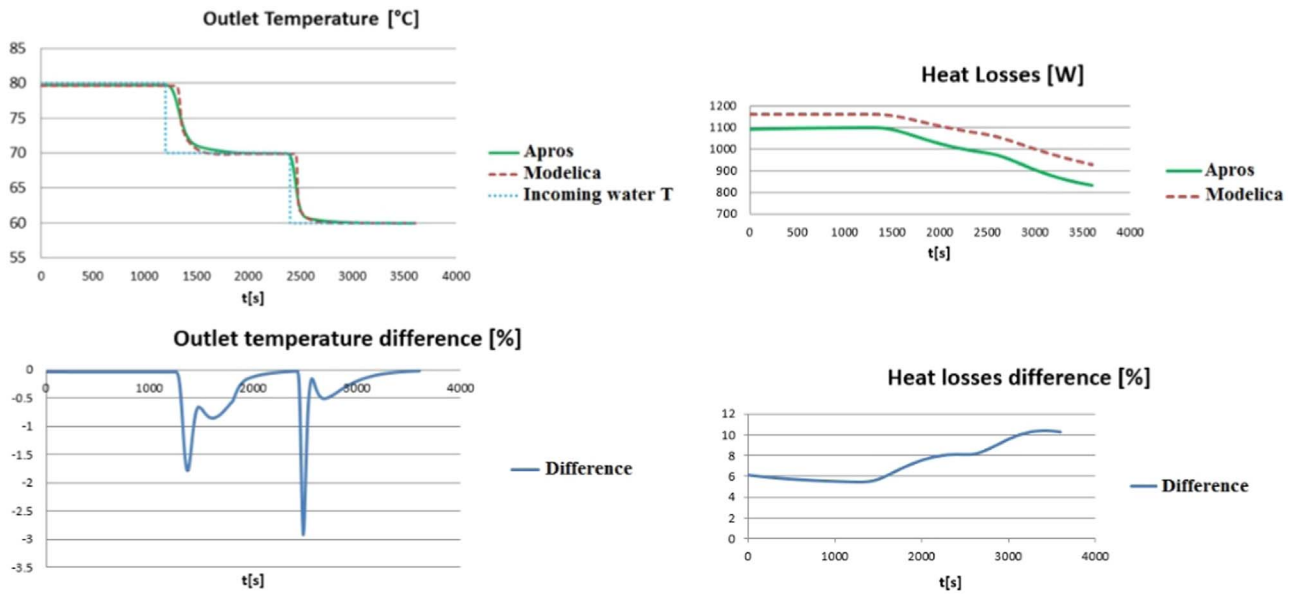 Outlet Temperature [°C]
85
80
75
70
65
60
55
0 500 1000 1500 2000 2500 3000 3500 4000
t[s]
Apros
Modelica
Incoming water T
Heat Losses [W]
1200
1100
1000
900
800
700
0 500 1000 1500 2000 2500 3000 3500 4000
t[s]
Apros
Modelica
Outlet temperature difference [%]
0
-0.5
-1
-1.5
-2
-2.5
-3
-3.5
0 1000 2000 3000 4000
t[s]
Difference
Heat losses difference [%]
12
10
8
6
4
2
0
0 1000 2000 3000 4000
t[s]
Difference